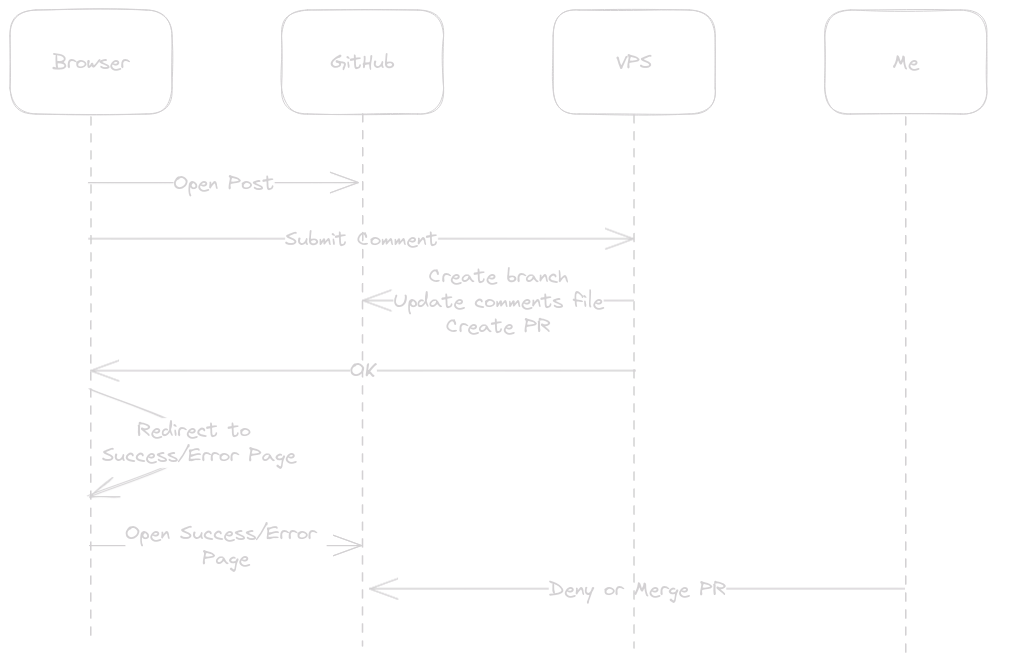 Browser
GitHub
VPS
Me
Open Post
Submit Comment
Create branch
Update comments file
Create PR
OK
Redirect to
Success/Error Page
Open Success/Error
Page
Deny or Merge PR